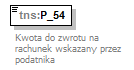 tns:P_54
Kwota do zwrotu na
rachunek wskazany przez
podatnika